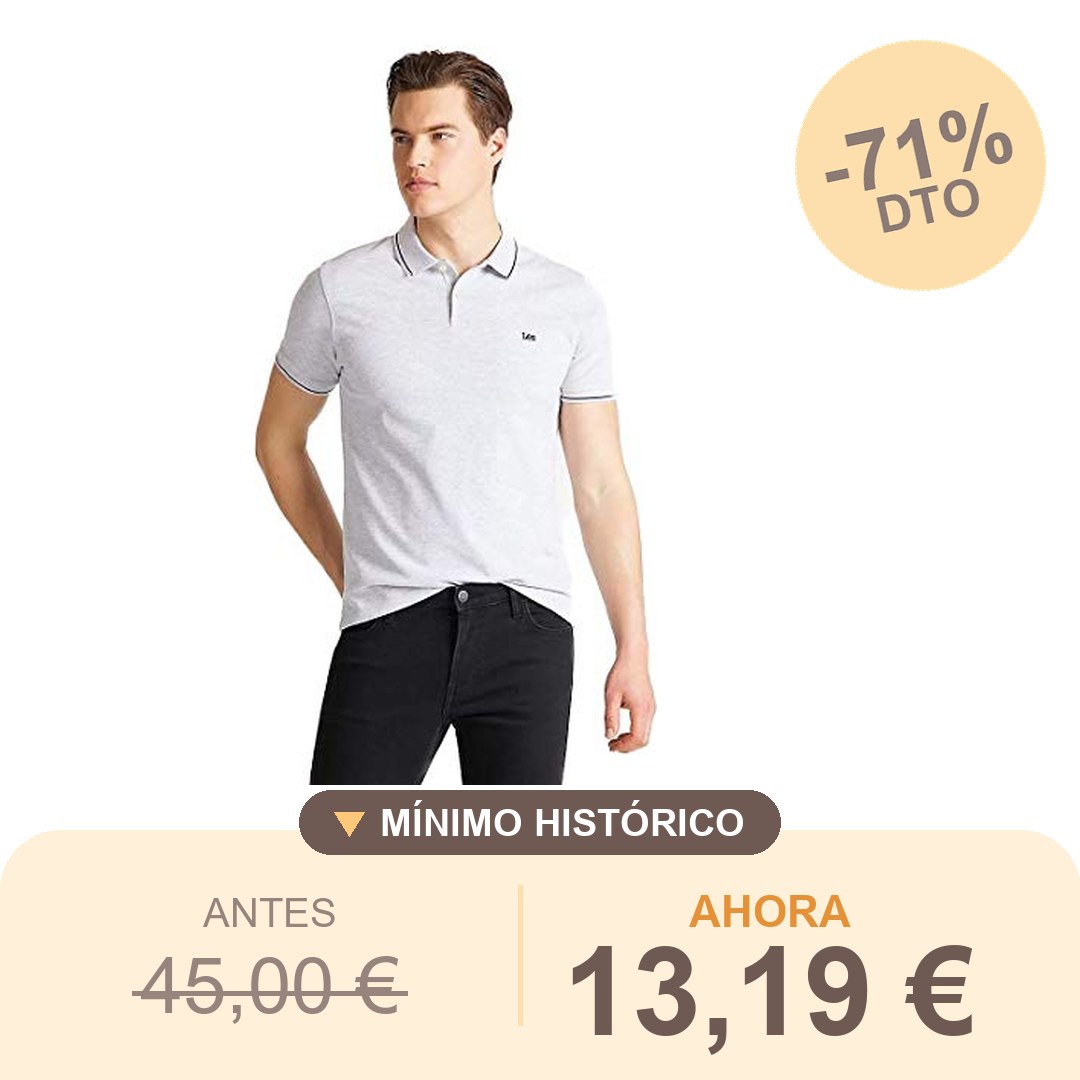 -71%
DTO
Lee
MÍNIMO HISTÓRICO
ANTES
AHORA
45,00 €
13,19 €